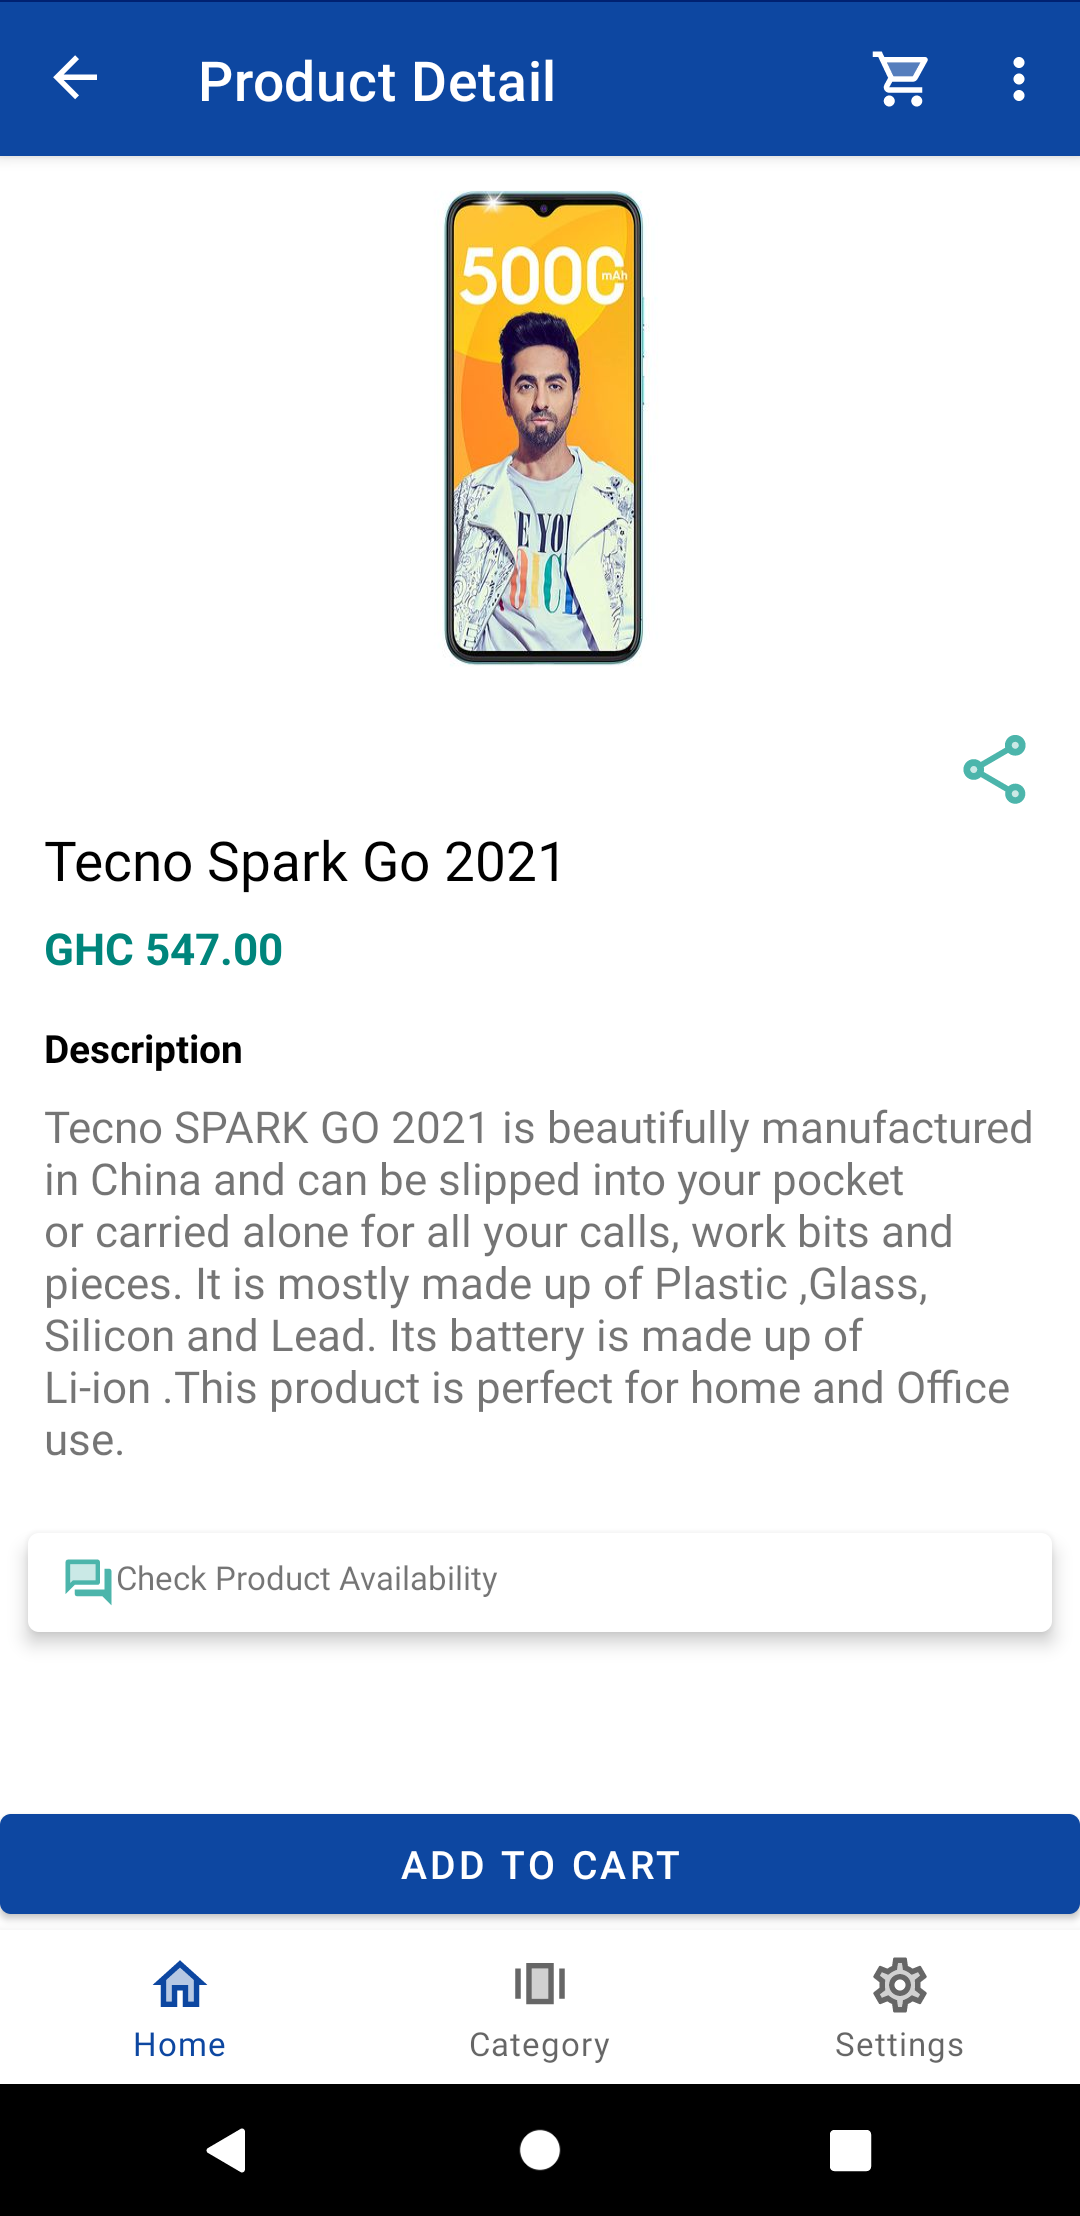 Product Detail
5000
mAh
E YO
OICE
Tecno Spark Go 2021
GHC 547.00
Description
Tecno SPARK GO 2021 is beautifully manufactured
in China and can be slipped into your pocket
or carried alone for all your calls, work bits and
pieces. It is mostly made up of Plastic ,Glass,
Silicon and Lead. Its battery is made up of
Li-ion .This product is perfect for home and Office
use.
Check Product Availability
ADD TO CART
Home
Category
Settings